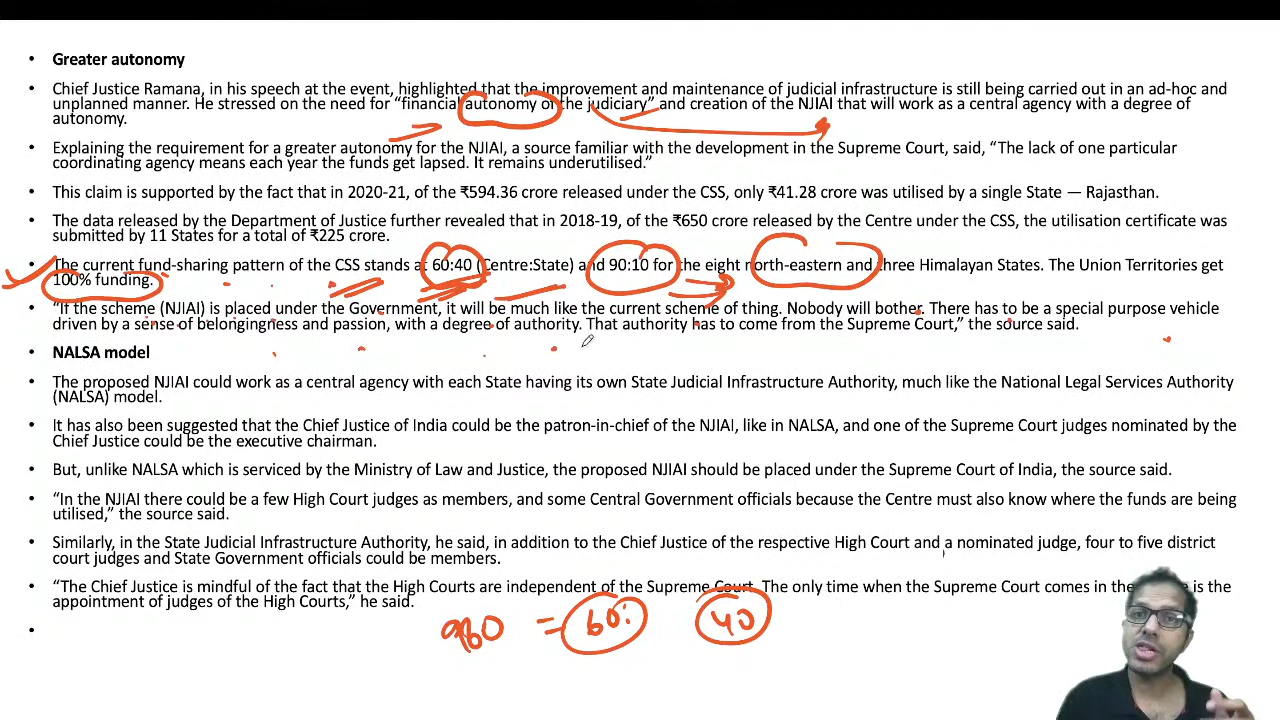 • Greater autonomy
• Chief Justice Ramana, in his speech at the event, highlighted that the improvement and maintenance of judicial infrastructure is still being carried out in an ad-hoc and
unplanned manner. He stressed on the need for “financial autonomy of the judiciary” and creation of the NJIAI that will work as a central agency with a degree of
autonomy.
• Explaining the requirement for a greater autonomy for the NJIAI, a source familiar with the development in the Supreme Court, said, “The lack of one particular
coordinating agency means each year the funds get lapsed. It remains underutilised.”
• This claim is supported by the fact that in 2020-21, of the ₹594.36 crore released under the CSS, only ₹41.28 crore was utilised by a single State — Rajasthan.
• The data released by the Department of Justice further revealed that in 2018-19, of the ₹650 crore released by the Centre under the CSS, the utilisation certificate was
submitted by 11 States for a total of ₹225 crore.
• The current fund-sharing pattern of the CSS stands at 60:40 (Centre:State) and 90:10 for the eight north-eastern and three Himalayan States. The Union Territories get
100% funding.
• “If the scheme (NJIAI) is placed under the Government, it will be much like the current scheme of thing. Nobody will bother. There has to be a special purpose vehicle
driven by a sense of belongingness and passion, with a degree of authority. That authority has to come from the Supreme Court,” the source said.
• NALSA model
• The proposed NJIAI could work as a central agency with each State having its own State Judicial Infrastructure Authority, much like the National Legal Services Authority
(NALSA) model.
• It has also been suggested that the Chief Justice of India could be the patron-in-chief of the NJIAI, like in NALSA, and one of the Supreme Court judges nominated by the
Chief Justice could be the executive chairman.
• But, unlike NALSA which is serviced by the Ministry of Law and Justice, the proposed NJIAI should be placed under the Supreme Court of India, the source said.
• “In the NJIAI there could be a few High Court judges as members, and some Central Government officials because the Centre must also know where the funds are being
utilised,” the source said.
• Similarly, in the State Judicial Infrastructure Authority, he said, in addition to the Chief Justice of the respective High Court and a nominated judge, four to five district
court judges and State Government officials could be members.
• “The Chief Justice is mindful of the fact that the High Courts are independent of the Supreme Court. The only time when the Supreme Court comes in the is the
appointment of judges of the High Courts,” he said.
•
= 60% 40